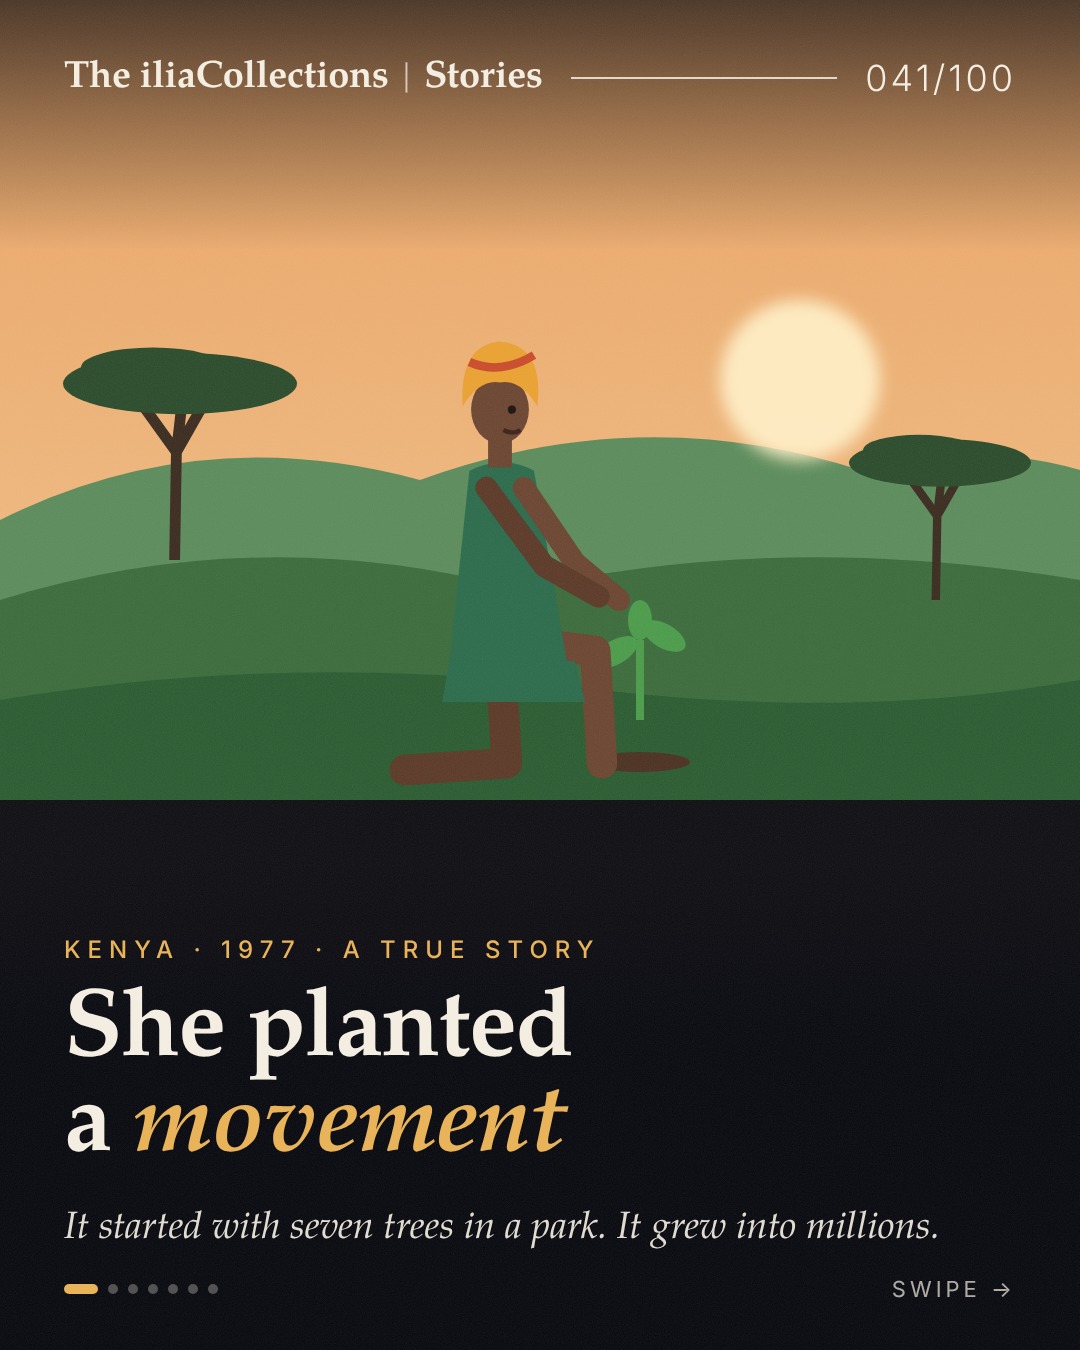 The iliaCollections | Stories 041/100
KENYA · 1977 · A TRUE STORY
She planted
a movement
It started with seven trees in a park. It grew into millions.
SWIPE →